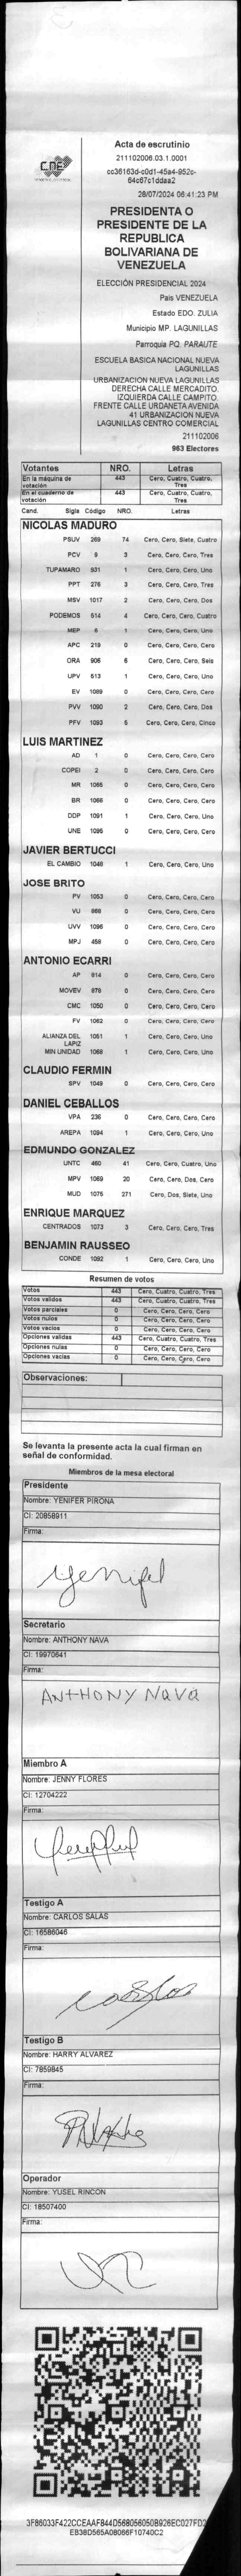 CNE
Acta de escrutinio
211102006.03.1.0001
cc36163d-c0d1-45a4-952c-
64c67c1ddaa2
28/07/2024 06:41:23 PM
PRESIDENTA O
PRESIDENTE DE LA
REPUBLICA
BOLIVARIANA DE
VENEZUELA
ELECCIÓN PRESIDENCIAL 2024
Pais VENEZUELA
Estado EDO. ZULIA
Municipio MP. LAGUNILLAS
Parroquia PQ. PARAUTE
ESCUELA BASICA NACIONAL NUEVA
LAGUNILLAS
URBANIZACION NUEVA LAGUNILLAS
DERECHA CALLE MERCADITO.
IZQUIERDA CALLE CAMPITO.
FRENTE CALLE URDANETA AVENIDA
41 URBANIZACION NUEVA
LAGUNILLAS CENTRO COMERCIAL
211102006
963 Electores
Votantes NRO. Letras
En la máquina de votación 443 Cero, Cuatro, Cuatro, Tres
En el cuaderno de votación 443 Cero, Cuatro, Cuatro, Tres
Cand. Sigla Código NRO. Letras
NICOLAS MADURO
PSUV 269 74 Cero, Cero, Siete, Cuatro
PCV 9 3 Cero, Cero, Cero, Tres
TUPAMARO 931 1 Cero, Cero, Cero, Uno
PPT 276 3 Cero, Cero, Cero, Tres
MSV 1017 2 Cero, Cero, Cero, Dos
PODEMOS 514 4 Cero, Cero, Cero, Cuatro
MEP 6 1 Cero, Cero, Cero, Uno
APC 219 0 Cero, Cero, Cero, Cero
ORA 906 6 Cero, Cero, Cero, Seis
UPV 613 1 Cero, Cero, Cero, Uno
EV 1089 0 Cero, Cero, Cero, Cero
PVV 1090 2 Cero, Cero, Cero, Dos
PFV 1093 5 Cero, Cero, Cero, Cinco
LUIS MARTINEZ
AD 1 0 Cero, Cero, Cero, Cero
COPEI 2 0 Cero, Cero, Cero, Cero
MR 1065 0 Cero, Cero, Cero, Cero
BR 1066 0 Cero, Cero, Cero, Cero
DDP 1091 1 Cero, Cero, Cero, Uno
UNE 1095 0 Cero, Cero, Cero, Cero
JAVIER BERTUCCI
EL CAMBIO 1048 1 Cero, Cero, Cero, Uno
JOSE BRITO
PV 1053 0 Cero, Cero, Cero, Cero
VU 868 0 Cero, Cero, Cero, Cero
UVV 1096 0 Cero, Cero, Cero, Cero
MPJ 458 0 Cero, Cero, Cero, Cero
ANTONIO ECARRI
AP 814 0 Cero, Cero, Cero, Cero
MOVEV 878 0 Cero, Cero, Cero, Cero
CMC 1050 0 Cero, Cero, Cero, Cero
FV 1062 0 Cero, Cero, Cero, Cero
ALIANZA DEL LAPIZ 1051 1 Cero, Cero, Cero, Uno
MIN UNIDAD 1068 1 Cero, Cero, Cero, Uno
CLAUDIO FERMIN
SPV 1049 0 Cero, Cero, Cero, Cero
DANIEL CEBALLOS
VPA 236 0 Cero, Cero, Cero, Cero
AREPA 1094 1 Cero, Cero, Cero, Uno
EDMUNDO GONZALEZ
UNTC 460 41 Cero, Cero, Cuatro, Uno
MPV 1069 20 Cero, Cero, Dos, Cero
MUD 1075 271 Cero, Dos, Siete, Uno
ENRIQUE MARQUEZ
CENTRADOS 1073 3 Cero, Cero, Cero, Tres
BENJAMIN RAUSSEO
CONDE 1092 1 Cero, Cero, Cero, Uno
Resumen de votos
Votos 443 Cero, Cuatro, Cuatro, Tres
Votos validos 443 Cero, Cuatro, Cuatro, Tres
Votos parciales 0 Cero, Cero, Cero, Cero
Votos nulos 0 Cero, Cero, Cero, Cero
Votos vacios 0 Cero, Cero, Cero, Cero
Opciones validas 443 Cero, Cuatro, Cuatro, Tres
Opciones nulas 0 Cero, Cero, Cero, Cero
Opciones vacias 0 Cero, Cero, Cero, Cero
Observaciones:
Se levanta la presente acta la cual firman en
señal de conformidad.
Miembros de la mesa electoral
Presidente
Nombre: YENIFER PIRONA
CI: 20858911
Firma:
Secretario
Nombre: ANTHONY NAVA
CI: 19970641
Firma:
ANTHONY NAVA
Miembro A
Nombre: JENNY FLORES
CI: 12704222
Firma:
Testigo A
Nombre: CARLOS SALAS
CI: 16586046
Firma:
Testigo B
Nombre: HARRY ALVAREZ
CI: 7859845
Firma:
Operador
Nombre: YUSEL RINCON
CI: 18507400
Firma:
3F86033F422CCEAAF844D568056050B926EC027FD2
EB38D565A08066F10740C2